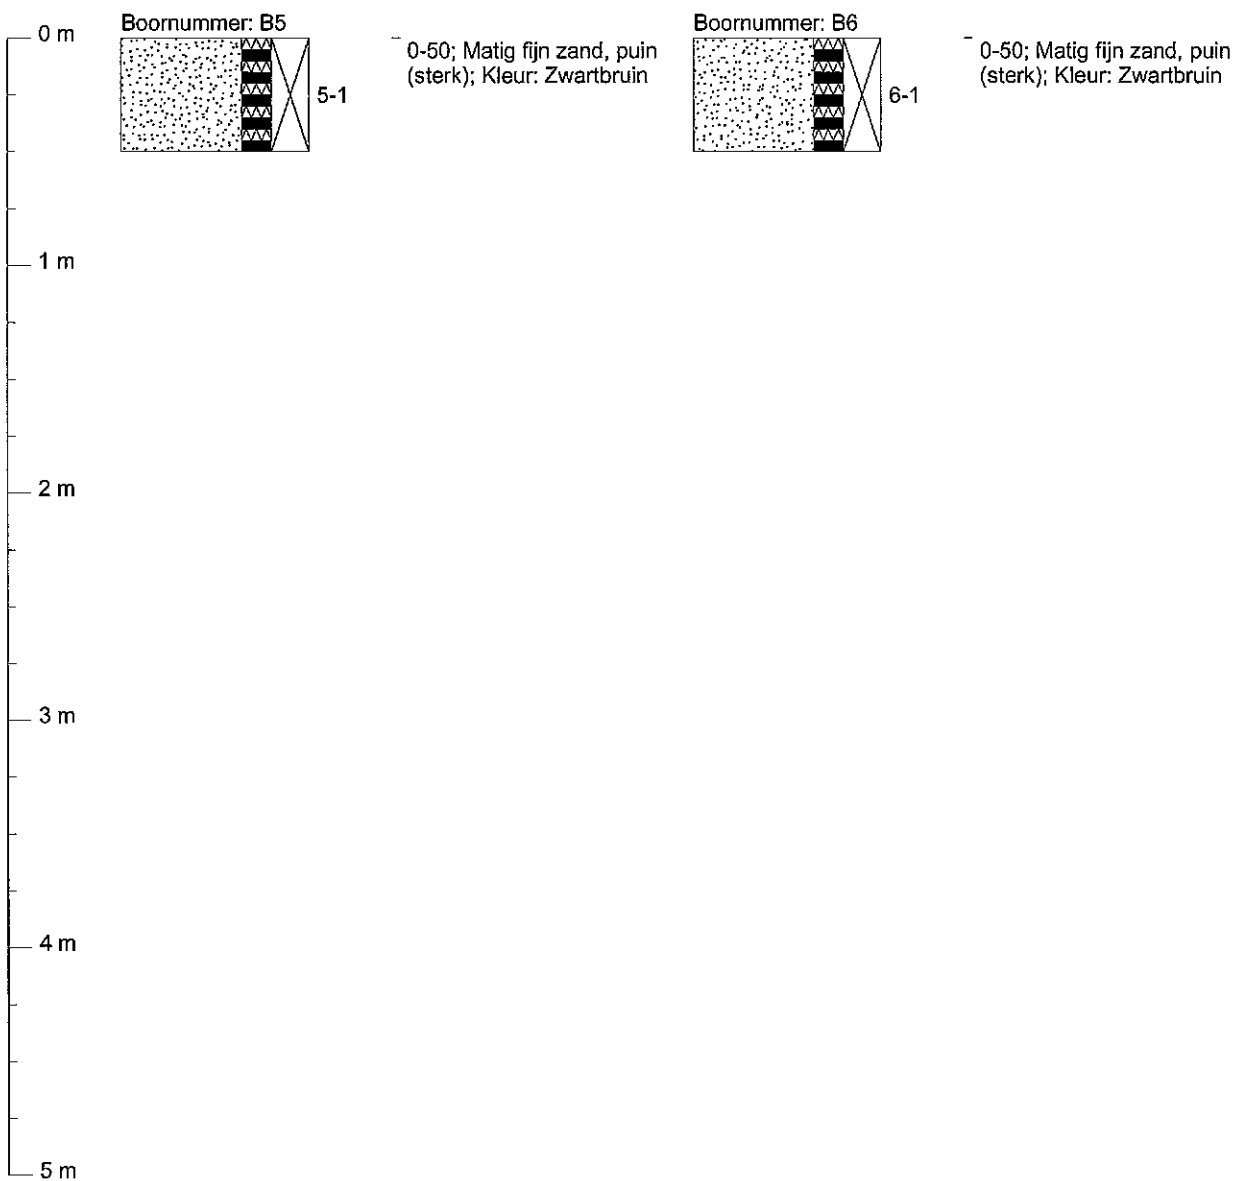 0 m
Boornummer: B5
0-50; Matig fijn zand, puin
(sterk); Kleur: Zwartbruin
5-1
Boornummer: B6
0-50; Matig fijn zand, puin
(sterk); Kleur: Zwartbruin
6-1
1 m
2 m
3 m
4 m
5 m